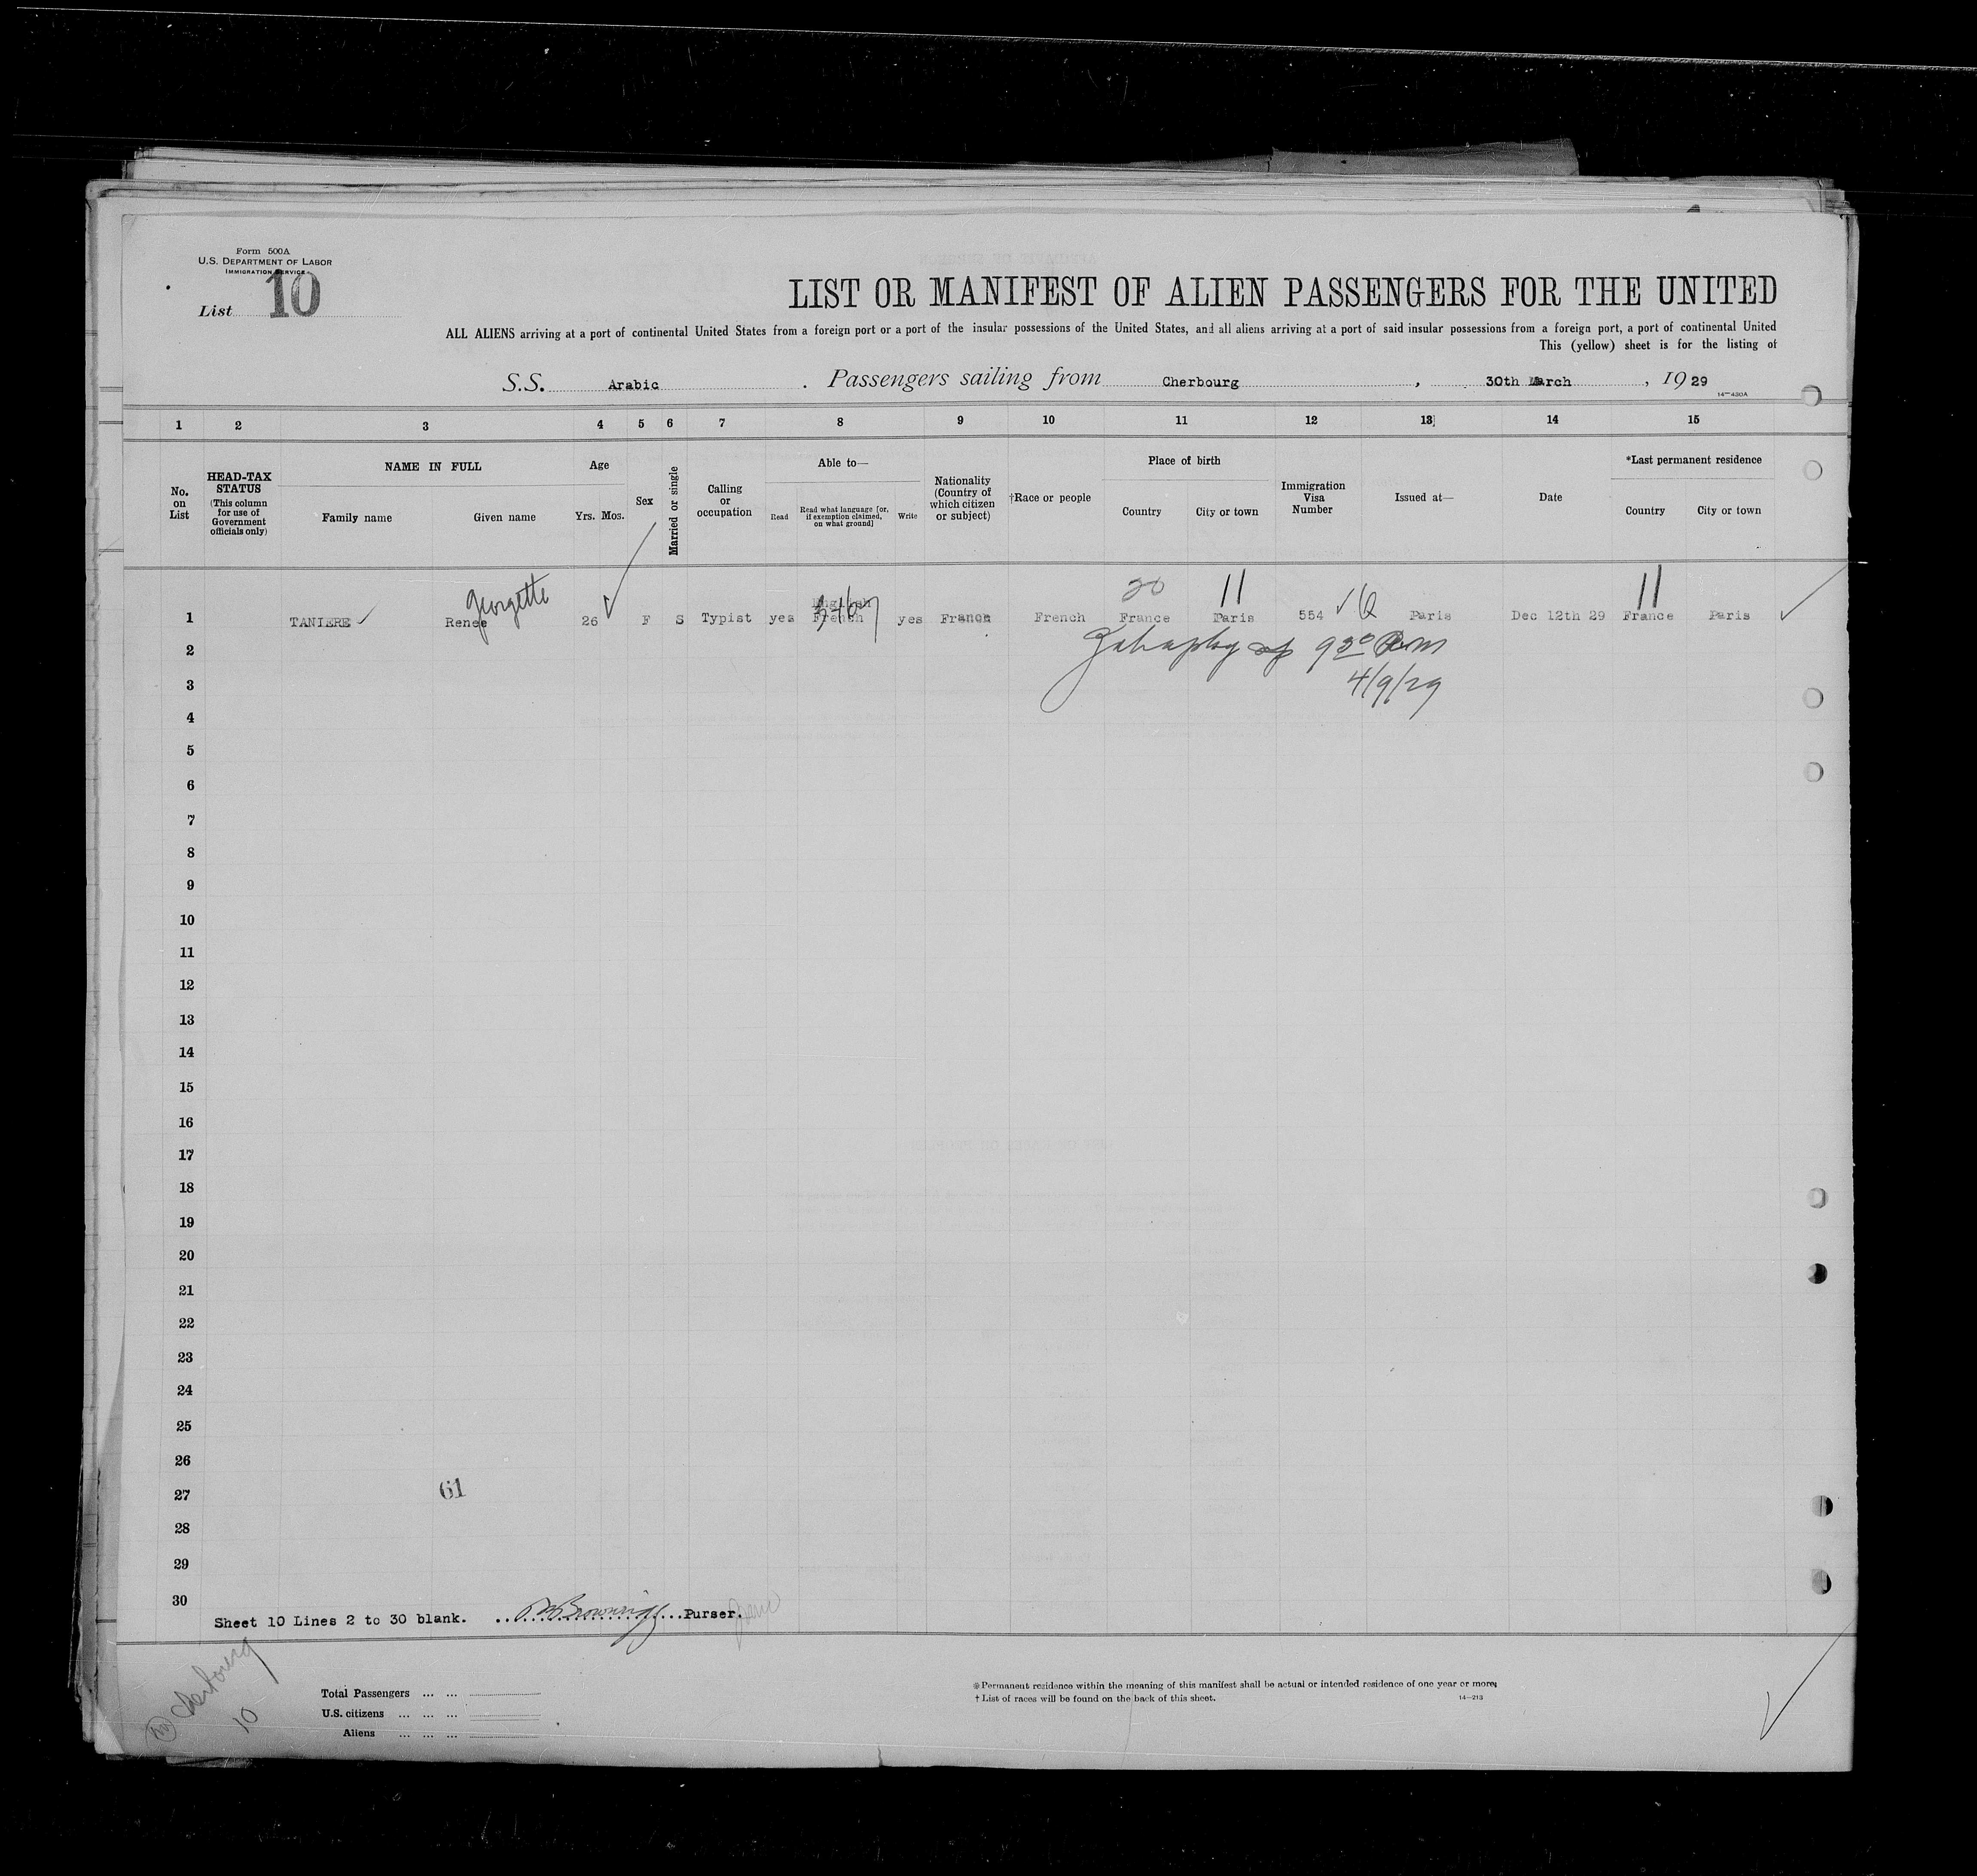 Form 500A
U.S. DEPARTMENT OF LABOR
IMMIGRATION SERVICE
List 10
LIST OR MANIFEST OF ALIEN PASSENGERS FOR THE UNITED
ALL ALIENS arriving at a port of continental United States from a foreign port or a port of the insular possessions of the United States, and all aliens arriving at a port of said insular possessions from a foreign port, a port of continental United
This (yellow) sheet is for the listing of
S.S. Arabic . Passengers sailing from Cherbourg , 30th March , 1929
14-430A
1 2 3 4 5 6 7 8 9 10 11 12 13 14 15
No. on List
HEAD-TAX STATUS (This column for use of Government officials only)
NAME IN FULL
Family name Given name
Age
Yrs. Mos.
Sex
Married or single
Calling or occupation
Able to—
Read Read what language [or, if exemption claimed, on what ground] Write
Nationality (Country of which citizen or subject)
†Race or people
Place of birth
Country City or town
Immigration Visa Number
Issued at—
Date
*Last permanent residence
Country City or town
Georgette 20 11 11
English
1 TANIERE Renee 26 F S Typist yes French yes France French France Paris 554 Q Paris Dec 12th 29 France Paris
2 9 30
3 4/9/29
4
5
6
7
8
9
10
11
12
13
14
15
16
17
18
19
20
21
22
23
24
25
26
27 61
28
29
30
Sheet 10 Lines 2 to 30 blank. Purser.
Cherbourg
10
Total Passengers ... ...
U.S. citizens ... ... ...
Aliens ... ... ...
* Permanent residence within the meaning of this manifest shall be actual or intended residence of one year or more.
† List of races will be found on the back of this sheet.
14-213